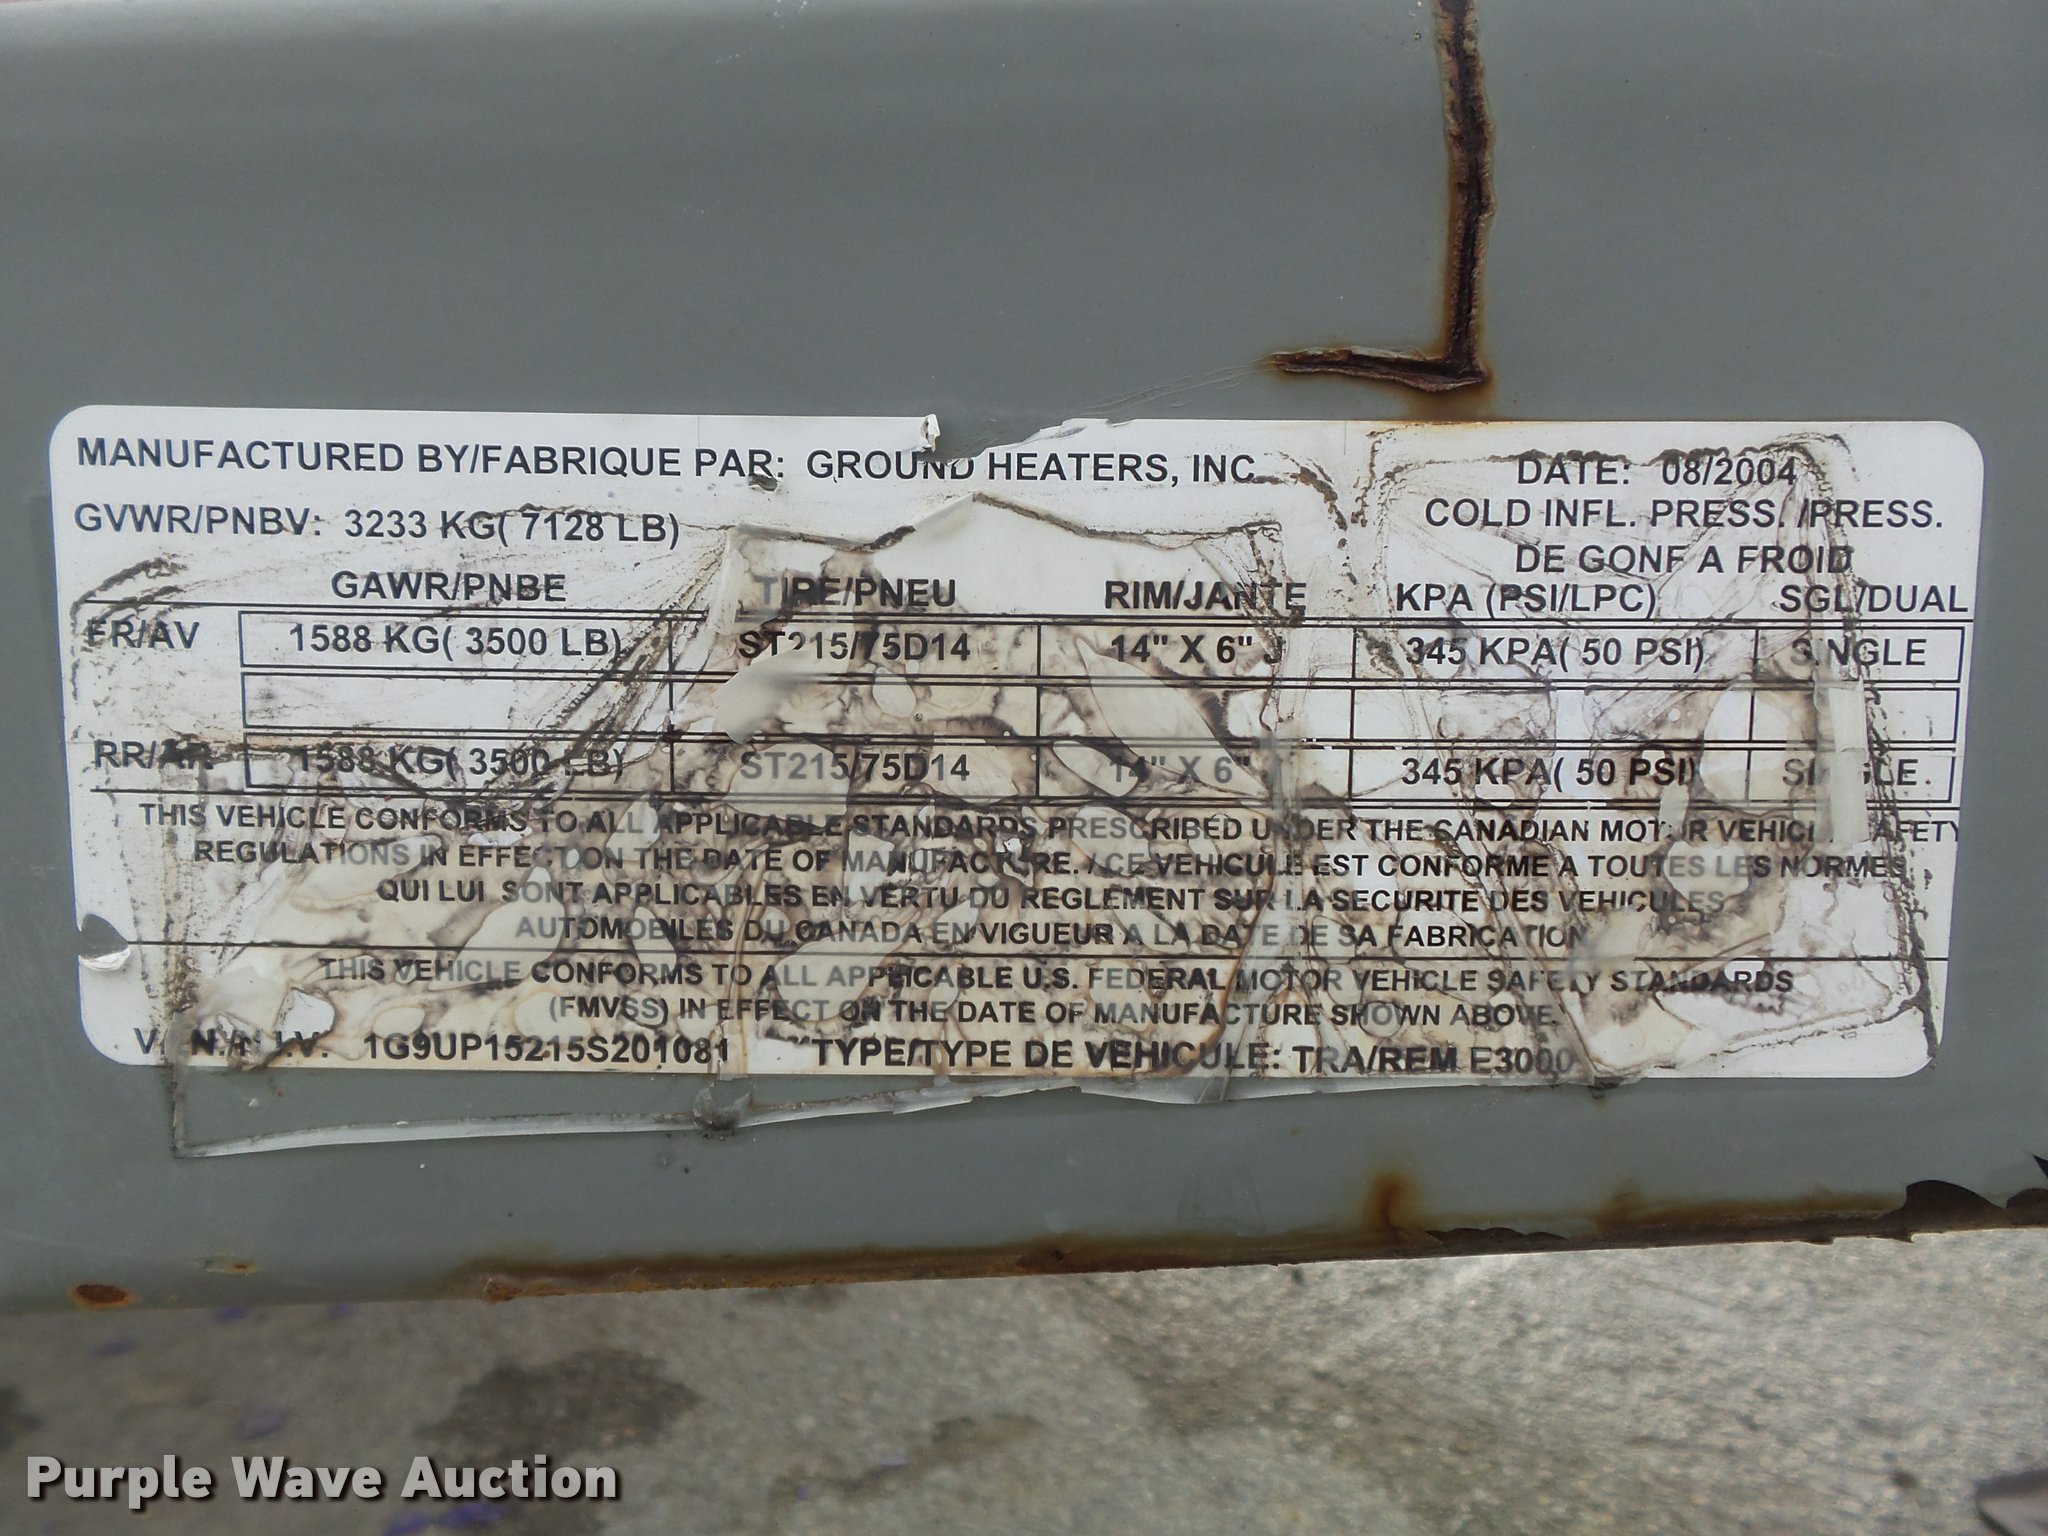 MANUFACTURED BY/FABRIQUE PAR: GROUND HEATERS, INC. DATE: 08/2004
GVWR/PNBV: 3233 KG( 7128 LB) COLD INFL. PRESS. /PRESS.
DE GONF A FROID
GAWR/PNBE TIRE/PNEU RIM/JANTE KPA (PSI/LPC) SGL/DUAL
FR/AV 1588 KG( 3500 LB) ST215/75D14 14" X 6" J 345 KPA( 50 PSI) SINGLE
RR/AR 1588 KG( 3500 LB) ST215/75D14 14" X 6" J 345 KPA( 50 PSI) SINGLE
THIS VEHICLE CONFORMS TO ALL APPLICABLE STANDARDS PRESCRIBED UNDER THE CANADIAN MOTOR VEHICLE SAFETY
REGULATIONS IN EFFECT ON THE DATE OF MANUFACTURE. / CE VEHICULE EST CONFORME A TOUTES LES NORMES
QUI LUI SONT APPLICABLES EN VERTU DU REGLEMENT SUR LA SECURITE DES VEHICULES
AUTOMOBILES DU CANADA EN VIGUEUR A LA DATE DE SA FABRICATION
THIS VEHICLE CONFORMS TO ALL APPLICABLE U.S. FEDERAL MOTOR VEHICLE SAFETY STANDARDS
(FMVSS) IN EFFECT ON THE DATE OF MANUFACTURE SHOWN ABOVE.
V.I.N./N.I.V. 1G9UP15215S201081 TYPE/TYPE DE VEHICULE: TRA/REM E3000
Purple Wave Auction